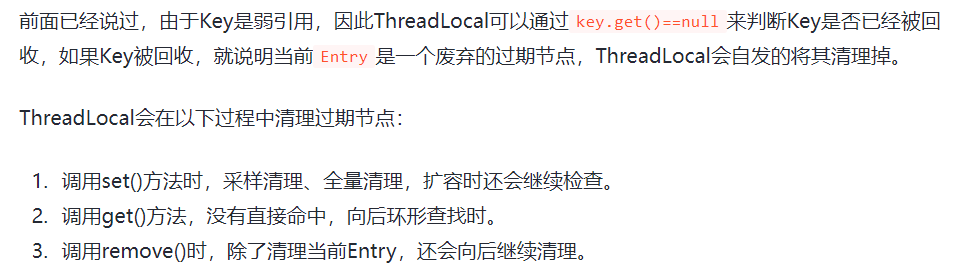 前面已经说过，由于Key是弱引用，因此ThreadLocal可以通过 key.get()==null 来判断Key是否已经被回
收，如果Key被回收，就说明当前 Entry 是一个废弃的过期节点，ThreadLocal会自发的将其清理掉。
ThreadLocal会在以下过程中清理过期节点：
1. 调用set()方法时，采样清理、全量清理，扩容时还会继续检查。
2. 调用get()方法，没有直接命中，向后环形查找时。
3. 调用remove()时，除了清理当前Entry，还会向后继续清理。